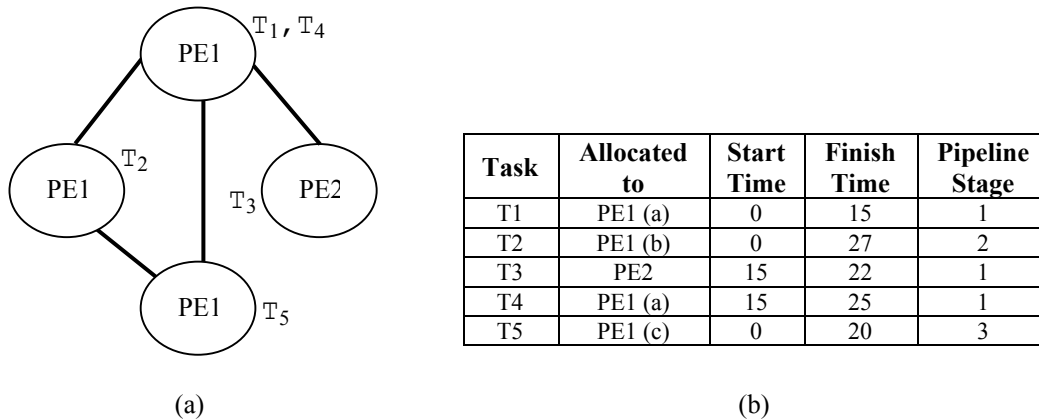 T1, T4
PE1
T2
PE1
PE2
T3
PE1
T5
(a)
Task Allocated to Start Time Finish Time Pipeline Stage
T1 PE1 (a) 0 15 1
T2 PE1 (b) 0 27 2
T3 PE2 15 22 1
T4 PE1 (a) 15 25 1
T5 PE1 (c) 0 20 3
(b)